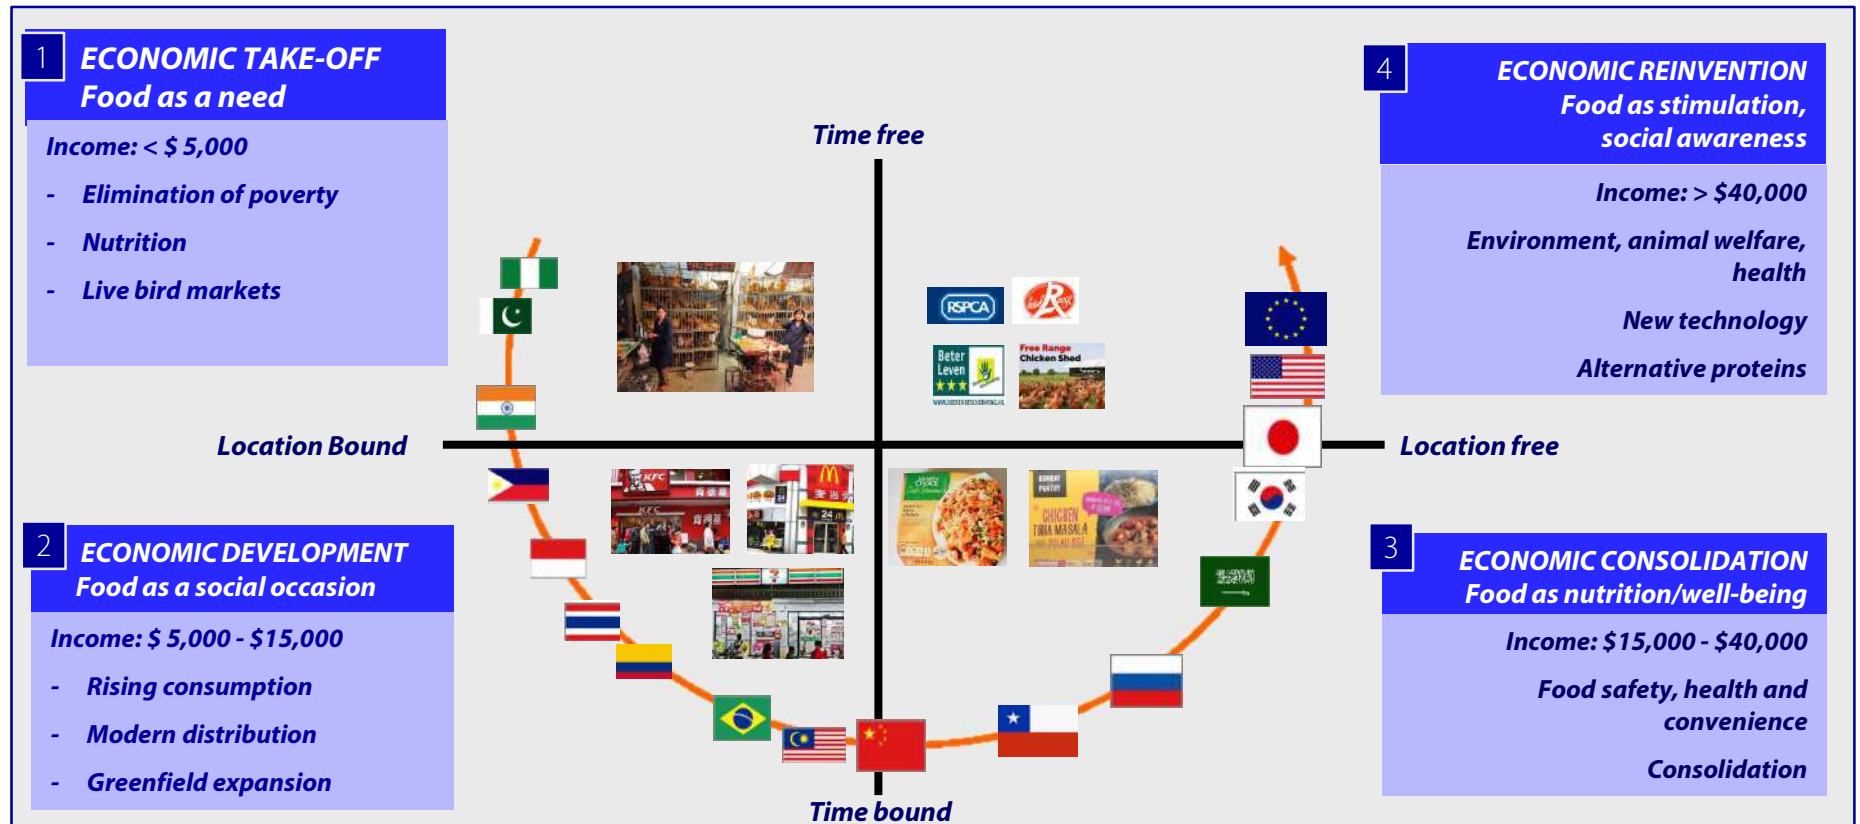 1
ECONOMIC TAKE-OFF
Food as a need
Income: < $ 5,000
- Elimination of poverty
- Nutrition
- Live bird markets
4
ECONOMIC REINVENTION
Food as stimulation,
social awareness
Income: > $40,000
Environment, animal welfare,
health
New technology
Alternative proteins
Time free
RSPCA
Beter
Leven
Free Range
Chicken Shed
Location Bound
Location free
KFC
KFC
24
CHICKEN
TIKKA MASALA
2
ECONOMIC DEVELOPMENT
Food as a social occasion
Income: $ 5,000 - $15,000
- Rising consumption
- Modern distribution
- Greenfield expansion
3
ECONOMIC CONSOLIDATION
Food as nutrition/well-being
Income: $15,000 - $40,000
Food safety, health and
convenience
Consolidation
Time bound